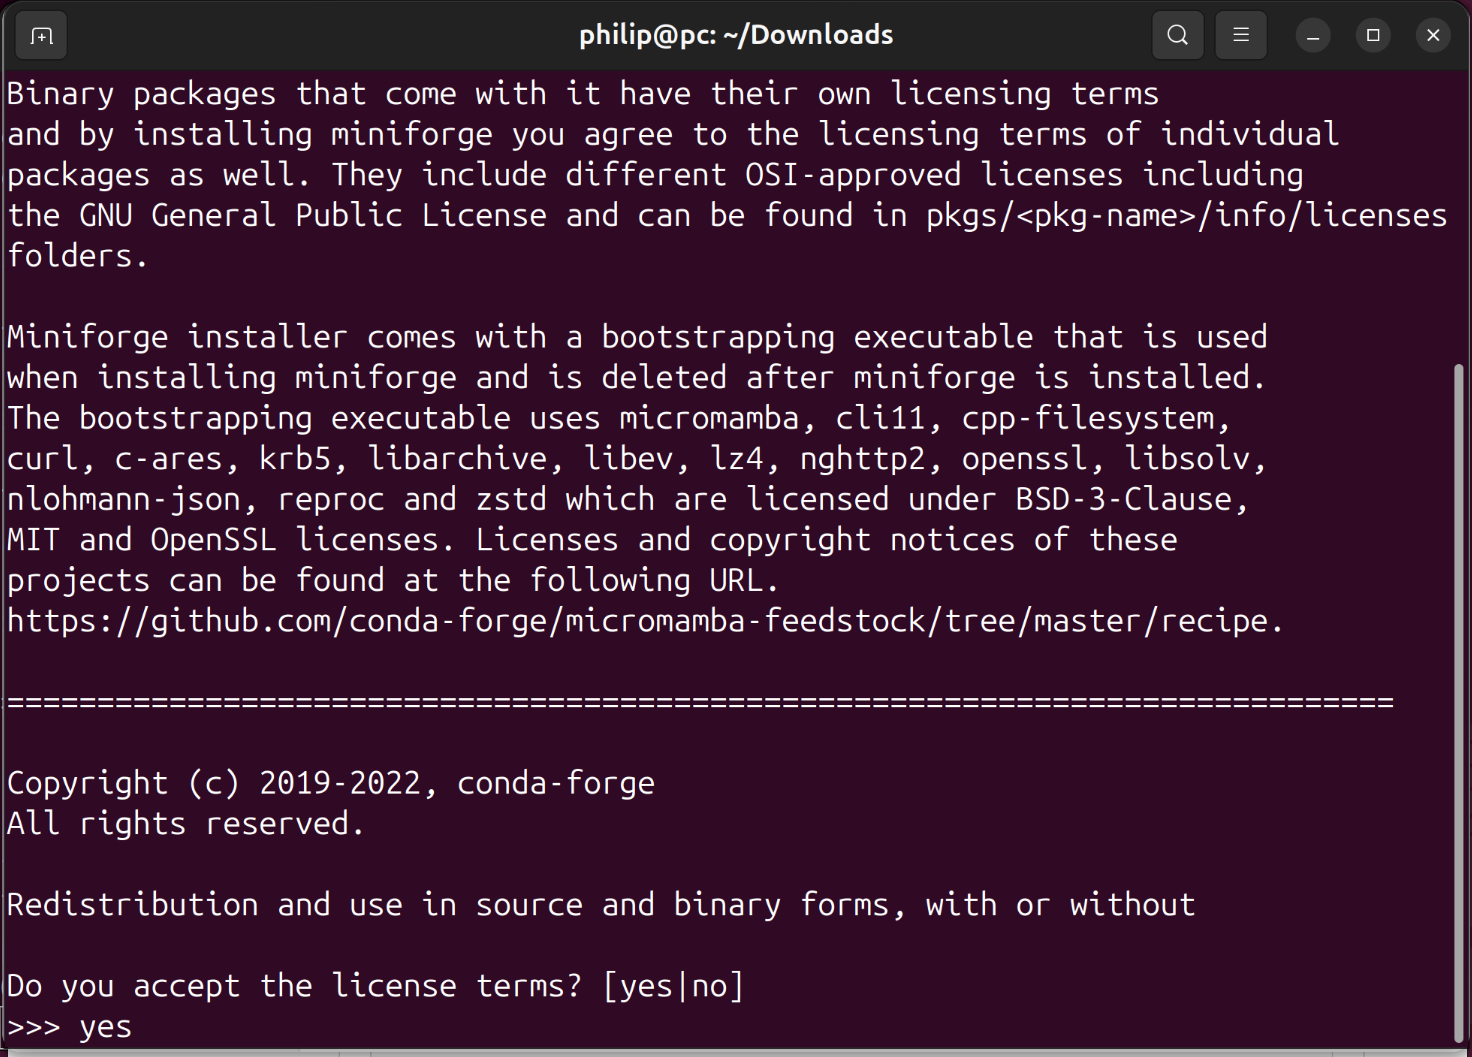 philip@pc: ~/Downloads
Binary packages that come with it have their own licensing terms
and by installing miniforge you agree to the licensing terms of individual
packages as well. They include different OSI-approved licenses including
the GNU General Public License and can be found in pkgs/<pkg-name>/info/licenses
folders.
Miniforge installer comes with a bootstrapping executable that is used
when installing miniforge and is deleted after miniforge is installed.
The bootstrapping executable uses micromamba, cli11, cpp-filesystem,
curl, c-ares, krb5, libarchive, libev, lz4, nghttp2, openssl, libsolv,
nlohmann-json, reproc and zstd which are licensed under BSD-3-Clause,
MIT and OpenSSL licenses. Licenses and copyright notices of these
projects can be found at the following URL.
https://github.com/conda-forge/micromamba-feedstock/tree/master/recipe.
=============================================================================
Copyright (c) 2019-2022, conda-forge
All rights reserved.
Redistribution and use in source and binary forms, with or without
Do you accept the license terms? [yes|no]
>>> yes